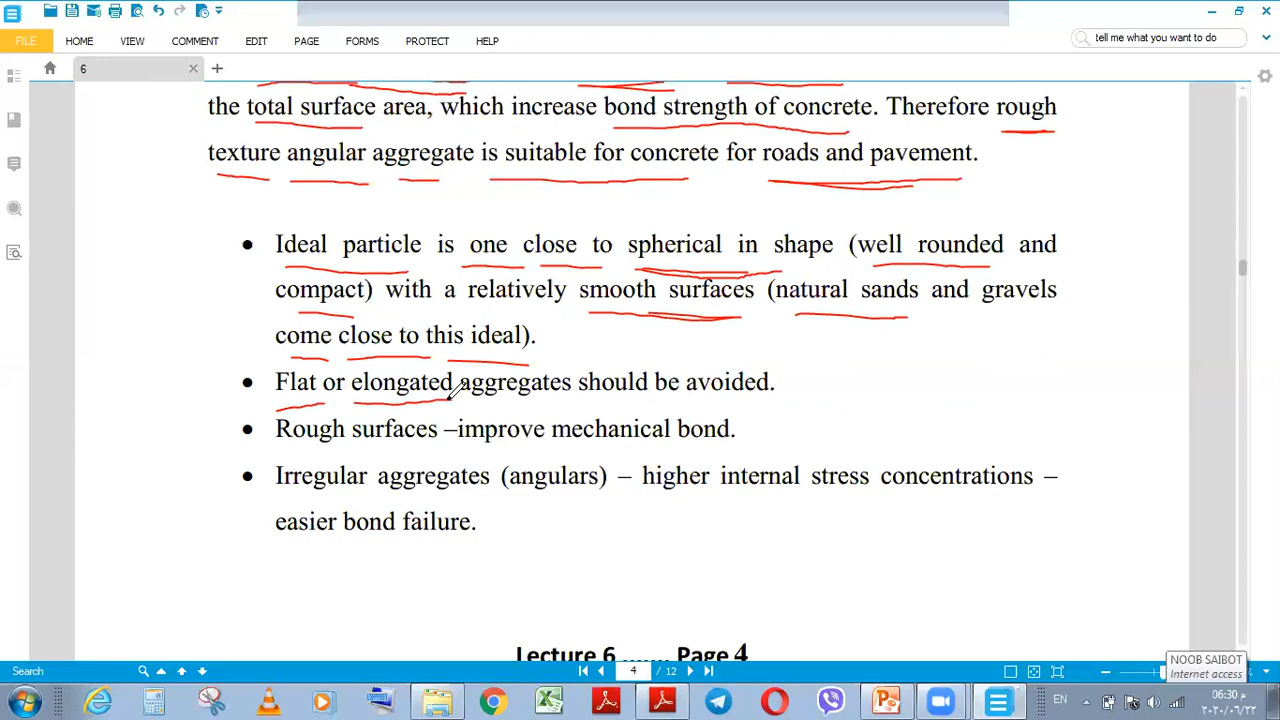 FILE HOME VIEW COMMENT EDIT PAGE FORMS PROTECT HELP
tell me what you want to do
6
the total surface area, which increase bond strength of concrete. Therefore rough
texture angular aggregate is suitable for concrete for roads and pavement.
• Ideal particle is one close to spherical in shape (well rounded and
compact) with a relatively smooth surfaces (natural sands and gravels
come close to this ideal).
• Flat or elongated aggregates should be avoided.
• Rough surfaces –improve mechanical bond.
• Irregular aggregates (angulars) – higher internal stress concentrations –
easier bond failure.
Lecture 6 ....... Page 4
Search
4 / 12
NOOB SAIBOT
Internet access
EN
06:30 م
٢٠٢٠/٠٦/٢٢